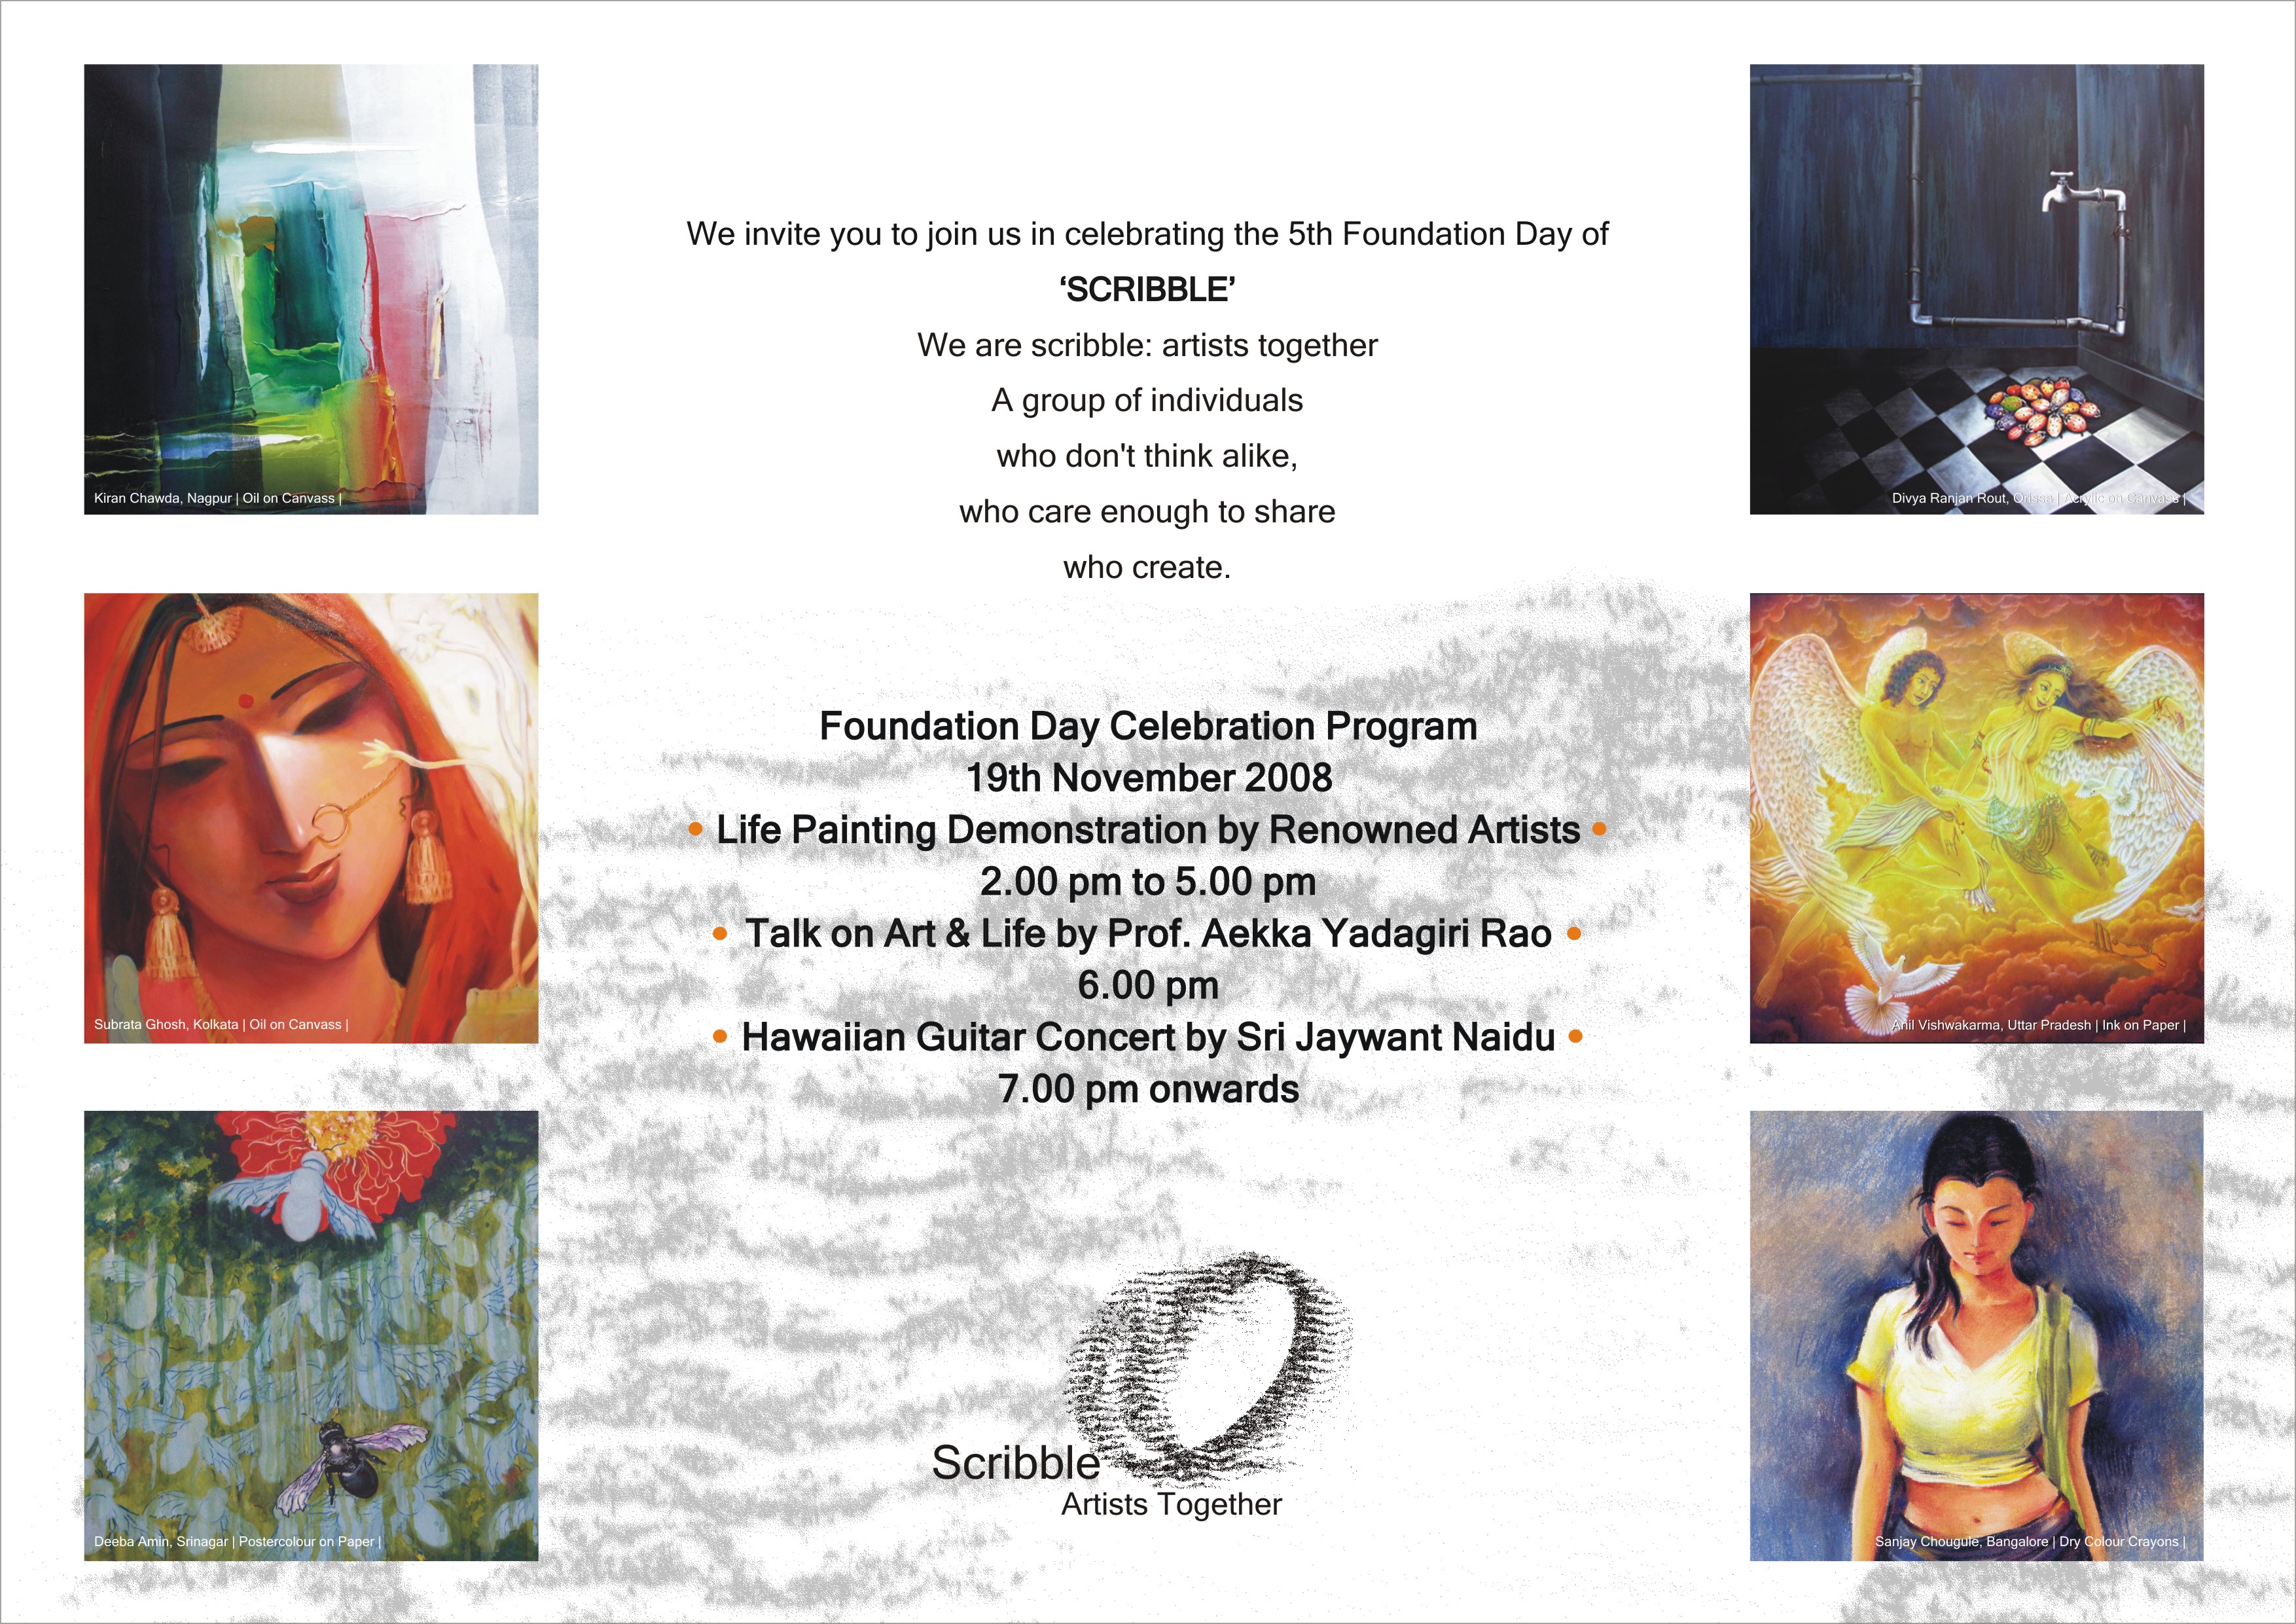 We invite you to join us in celebrating the 5th Foundation Day of
‘SCRIBBLE’
We are scribble: artists together
A group of individuals
who don't think alike,
who care enough to share
who create.
Foundation Day Celebration Program
19th November 2008
• Life Painting Demonstration by Renowned Artists •
2.00 pm to 5.00 pm
• Talk on Art & Life by Prof. Aekka Yadagiri Rao •
6.00 pm
• Hawaiian Guitar Concert by Sri Jaywant Naidu •
7.00 pm onwards
Scribble
Artists Together
Kiran Chawda, Nagpur | Oil on Canvass |
Subrata Ghosh, Kolkata | Oil on Canvass |
Deeba Amin, Srinagar | Postercolour on Paper |
Divya Ranjan Rout, Orissa | Acrylic on Canvass |
Anil Vishwakarma, Uttar Pradesh | Ink on Paper |
Sanjay Chougule, Bangalore | Dry Colour Crayons |